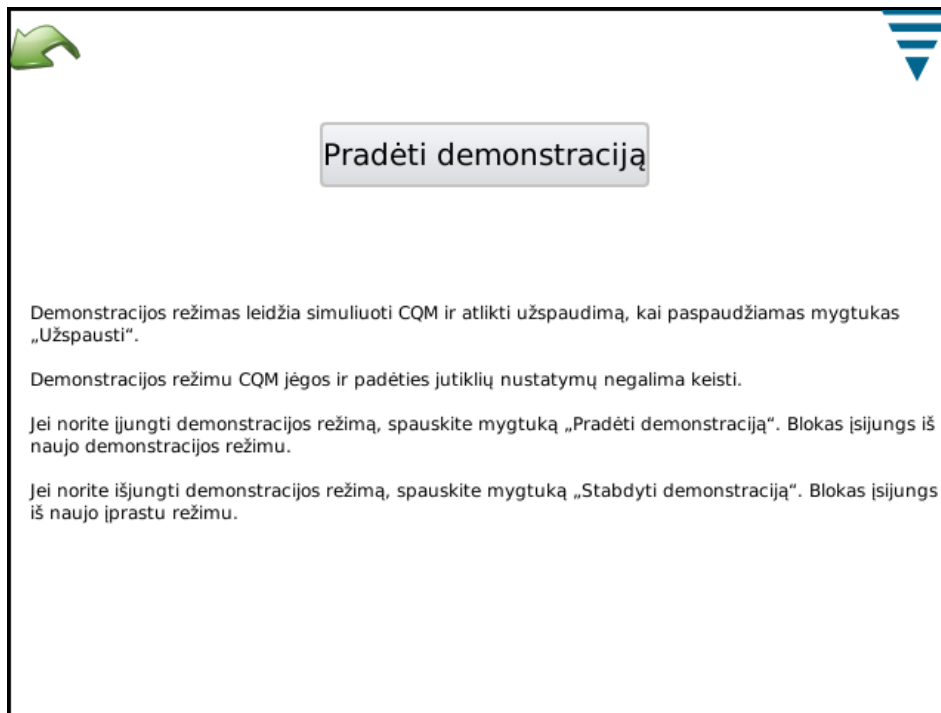 Pradėti demonstraciją
Demonstracijos režimas leidžia simuliuoti CQM ir atlikti užspaudimą, kai paspaudžiamas mygtukas
„Užspausti“.
Demonstracijos režimu CQM jėgos ir padėties jutiklių nustatymų negalima keisti.
Jei norite įjungti demonstracijos režimą, spauskite mygtuką „Pradėti demonstraciją“. Blokas įsijungs iš
naujo demonstracijos režimu.
Jei norite išjungti demonstracijos režimą, spauskite mygtuką „Stabdyti demonstraciją“. Blokas įsijungs
iš naujo įprastu režimu.